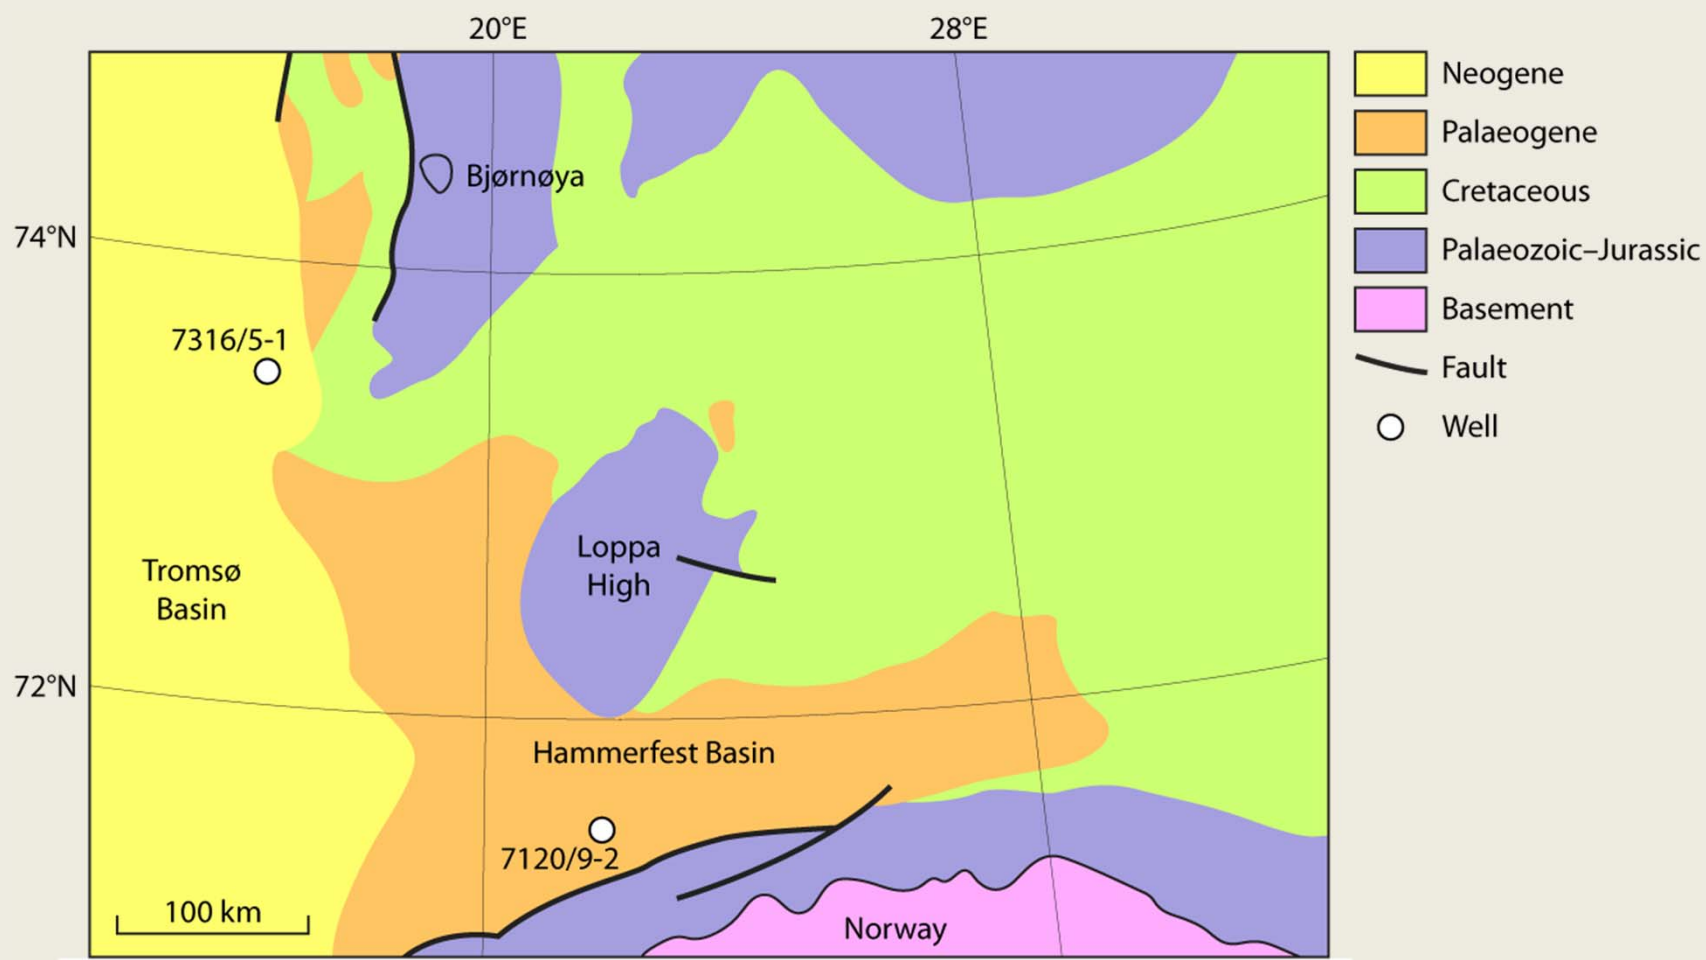 20°E
28°E
74°N
72°N
Bjørnøya
7316/5-1
Loppa
High
Tromsø
Basin
Hammerfest Basin
7120/9-2
100 km
Norway
Neogene
Palaeogene
Cretaceous
Palaeozoic–Jurassic
Basement
Fault
Well